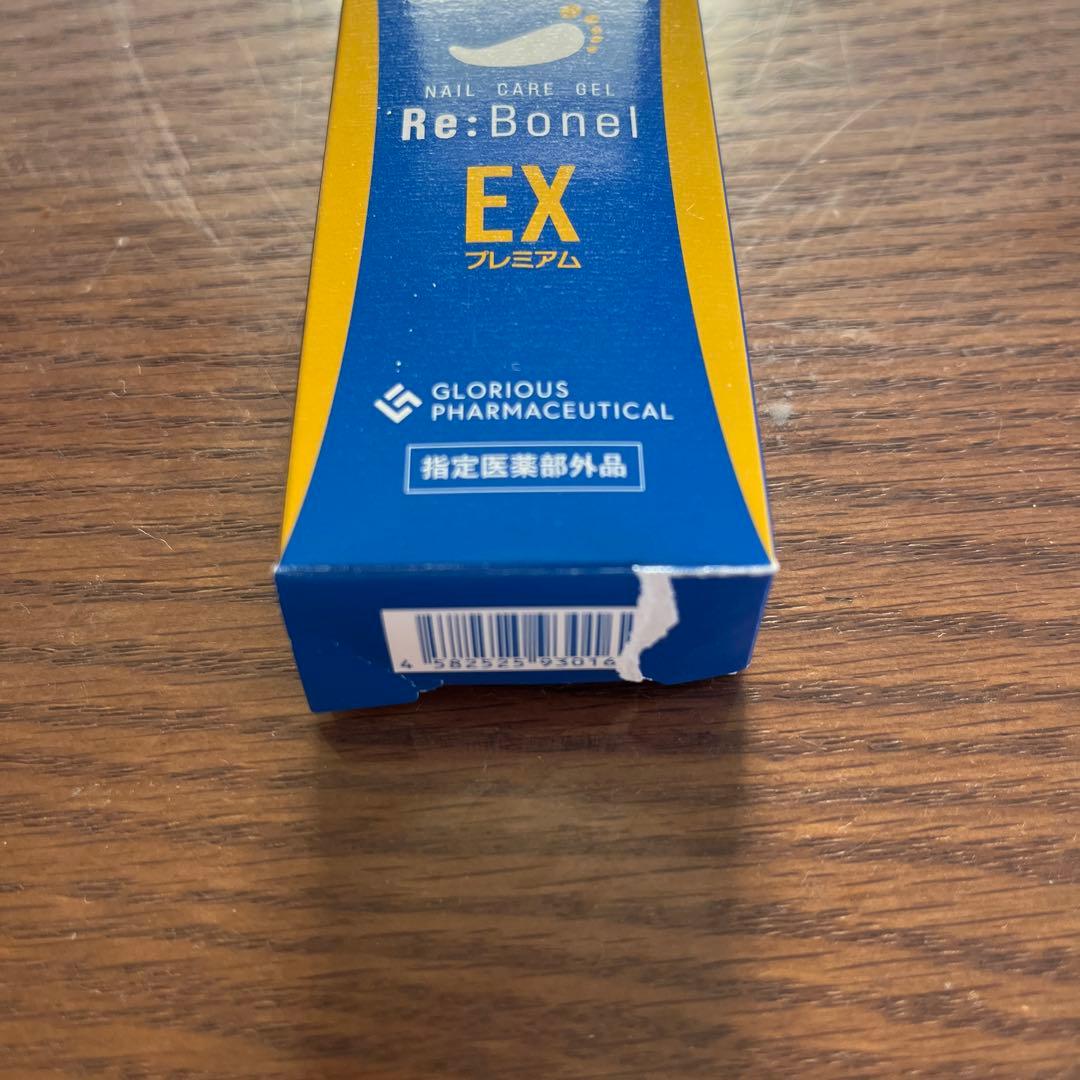 NAIL CARE GEL
Re:Bonel
EX
プレミアム
GLORIOUS
PHARMACEUTICAL
指定医薬部外品
4 582525 93016